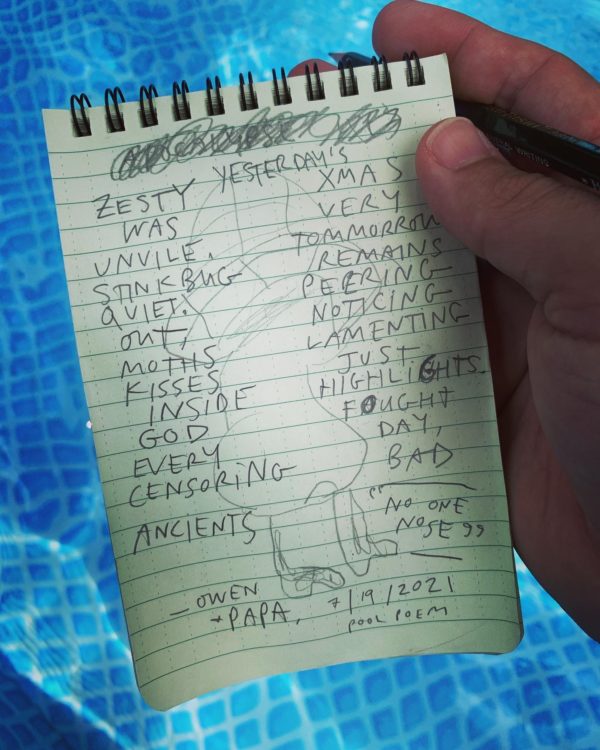 ZESTY YESTERDAY'S XMAS
WAS VERY
UNVILE. TOMMORROW
STINKBUG REMAINS
QUIET. PEERING
OUT, NOTICING
MOTHS LAMENTING
KISSES JUST
INSIDE HIGHLIGHTS.
GOD FOUGHT
EVERY DAY,
CENSORING BAD
ANCIENTS
"NO ONE
NOSE"
— OWEN
+ PAPA, 7/19/2021
POOL POEM
WRITING